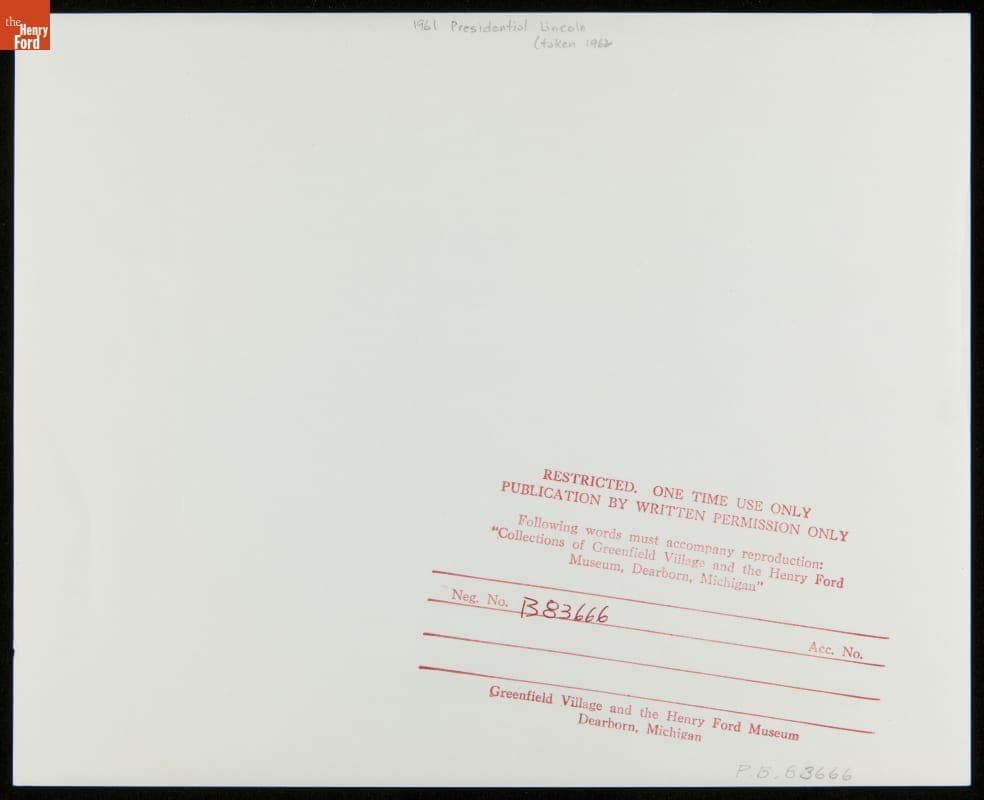 the
Henry
Ford
1961 Presidential Lincoln
(taken 1962
RESTRICTED. ONE TIME USE ONLY
PUBLICATION BY WRITTEN PERMISSION ONLY
Following words must accompany reproduction:
"Collections of Greenfield Village and the Henry Ford
Museum, Dearborn, Michigan"
Neg. No. B83666
Acc. No.
Greenfield Village and the Henry Ford Museum
Dearborn, Michigan
P.B. 83666